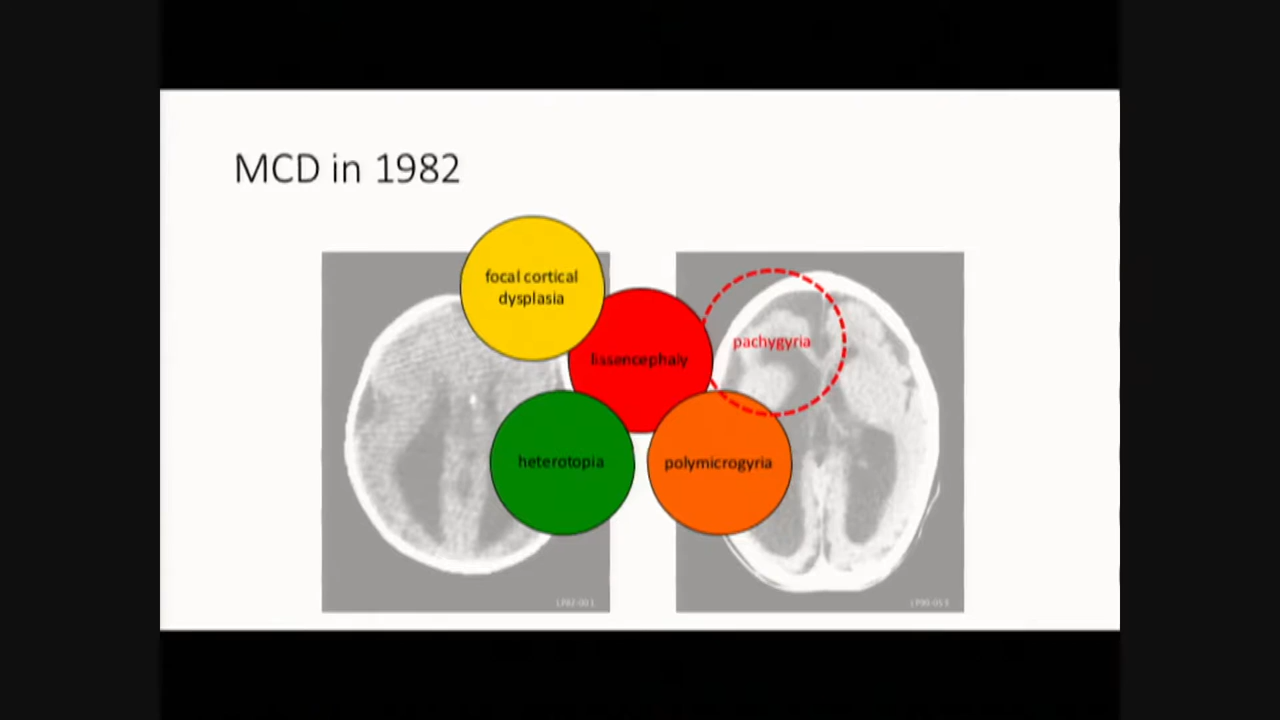 MCD in 1982
focal cortical
dysplasia
lissencephaly
pachygyria
heterotopia
polymicrogyria